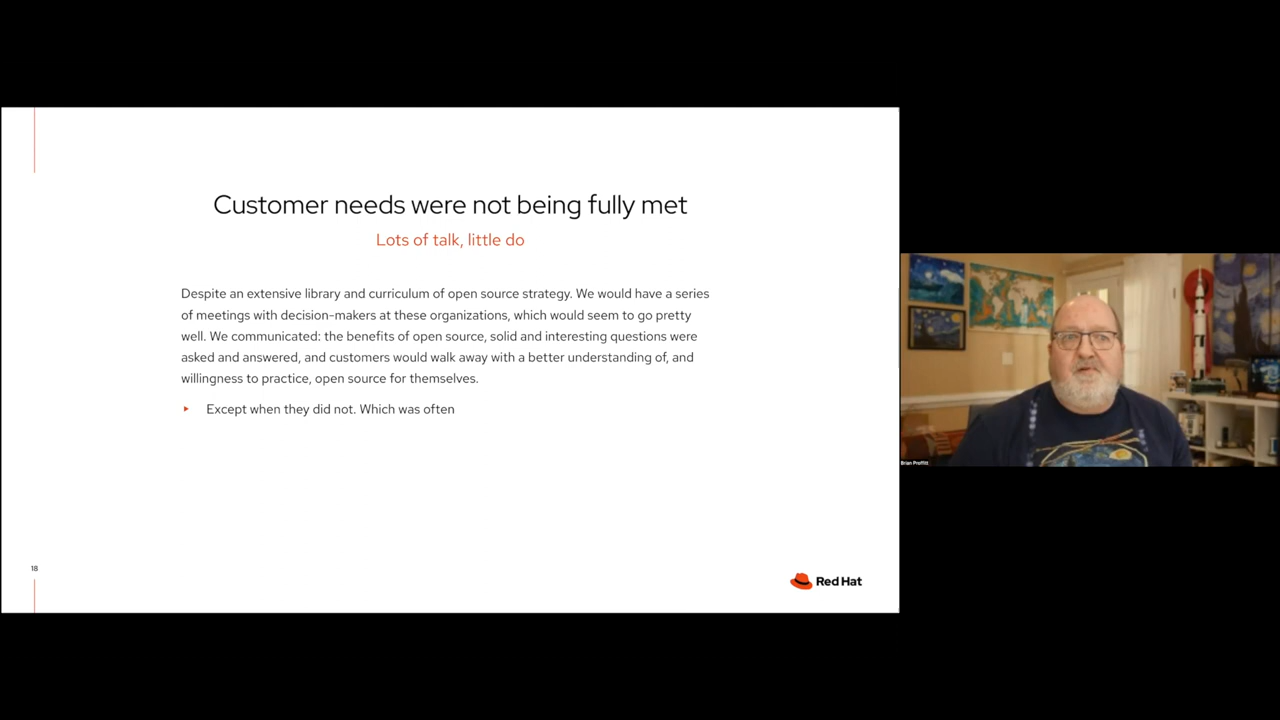 Customer needs were not being fully met
Lots of talk, little do
Despite an extensive library and curriculum of open source strategy. We would have a series
of meetings with decision-makers at these organizations, which would seem to go pretty
well. We communicated: the benefits of open source, solid and interesting questions were
asked and answered, and customers would walk away with a better understanding of, and
willingness to practice, open source for themselves.
Except when they did not. Which was often
18
Red Hat
Brian Proffitt